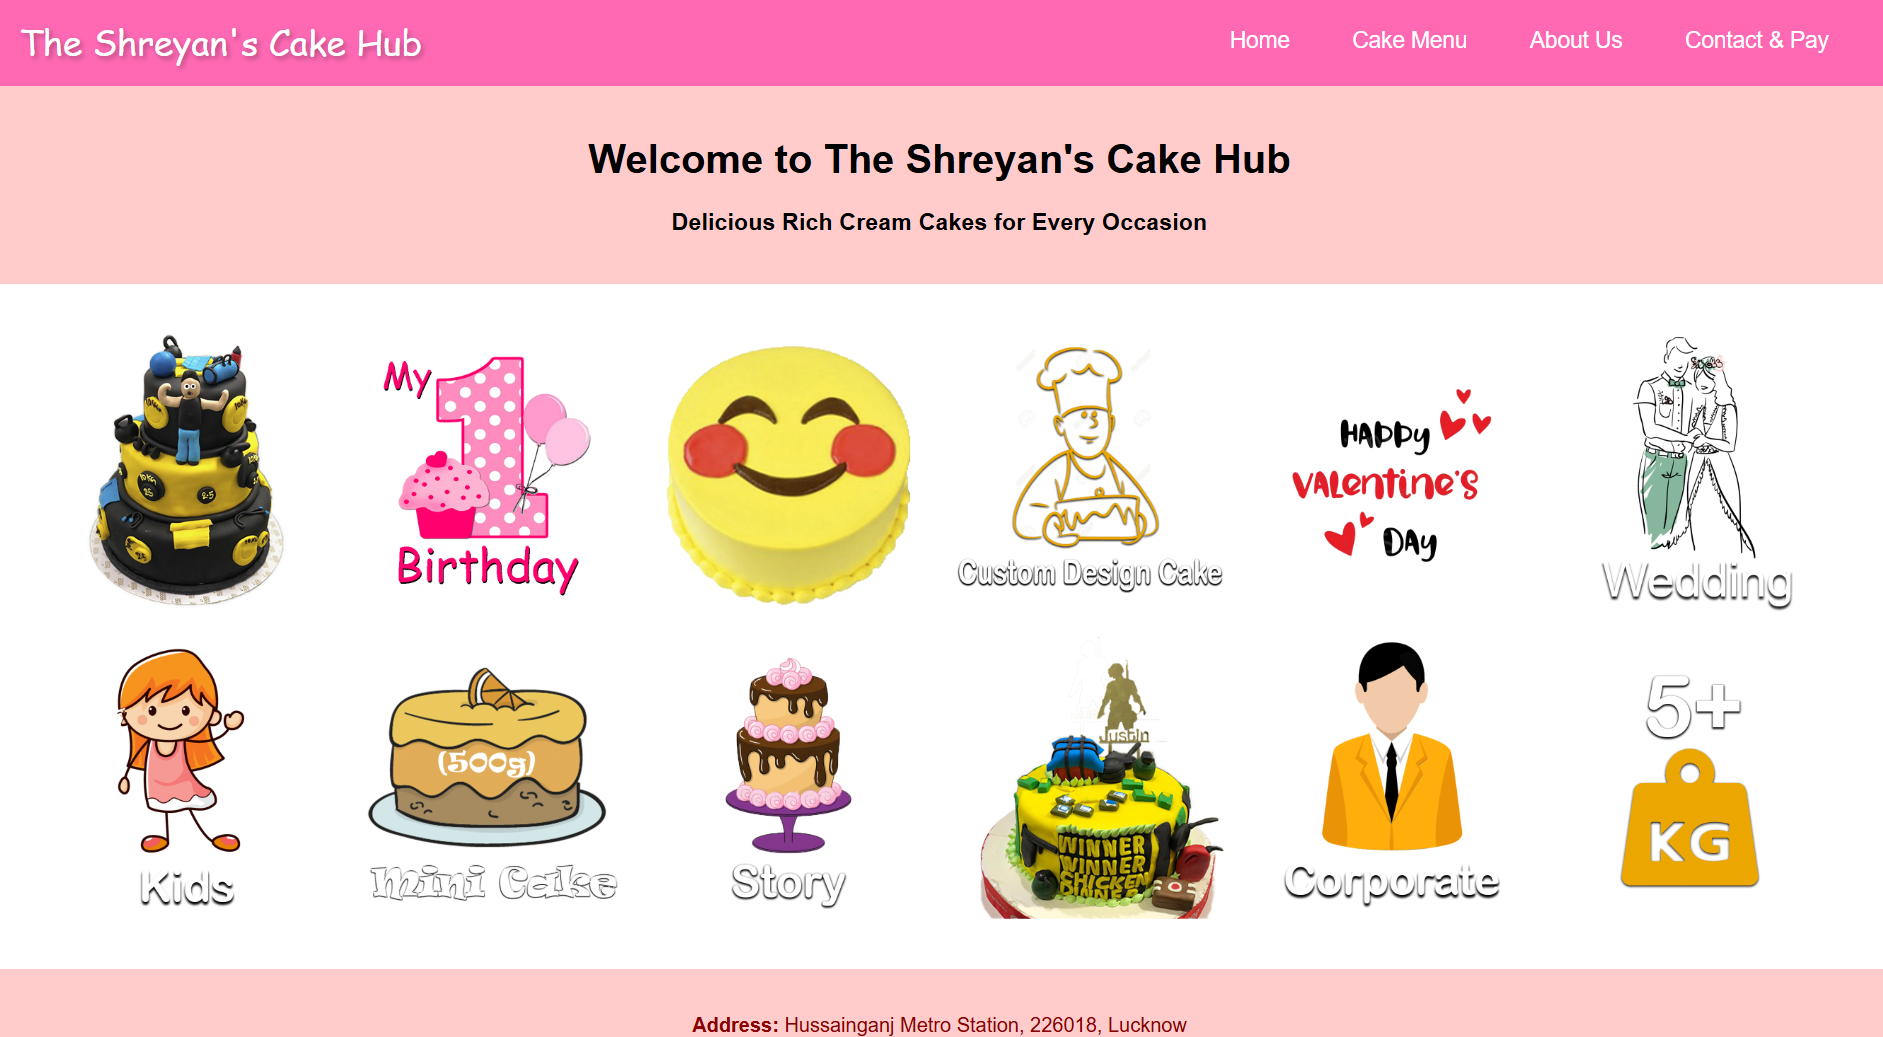 The Shreyan's Cake Hub
Home
Cake Menu
About Us
Contact & Pay
Welcome to The Shreyan's Cake Hub
Delicious Rich Cream Cakes for Every Occasion
My
1
Birthday
Custom Design Cake
HAPPY
VALENTINE'S
DAY
Wedding
Kids
(500g)
Mini Cake
Story
Justin
WINNER
WINNER
CHICKEN
DINNER
Corporate
5+
KG
Address: Hussainganj Metro Station, 226018, Lucknow